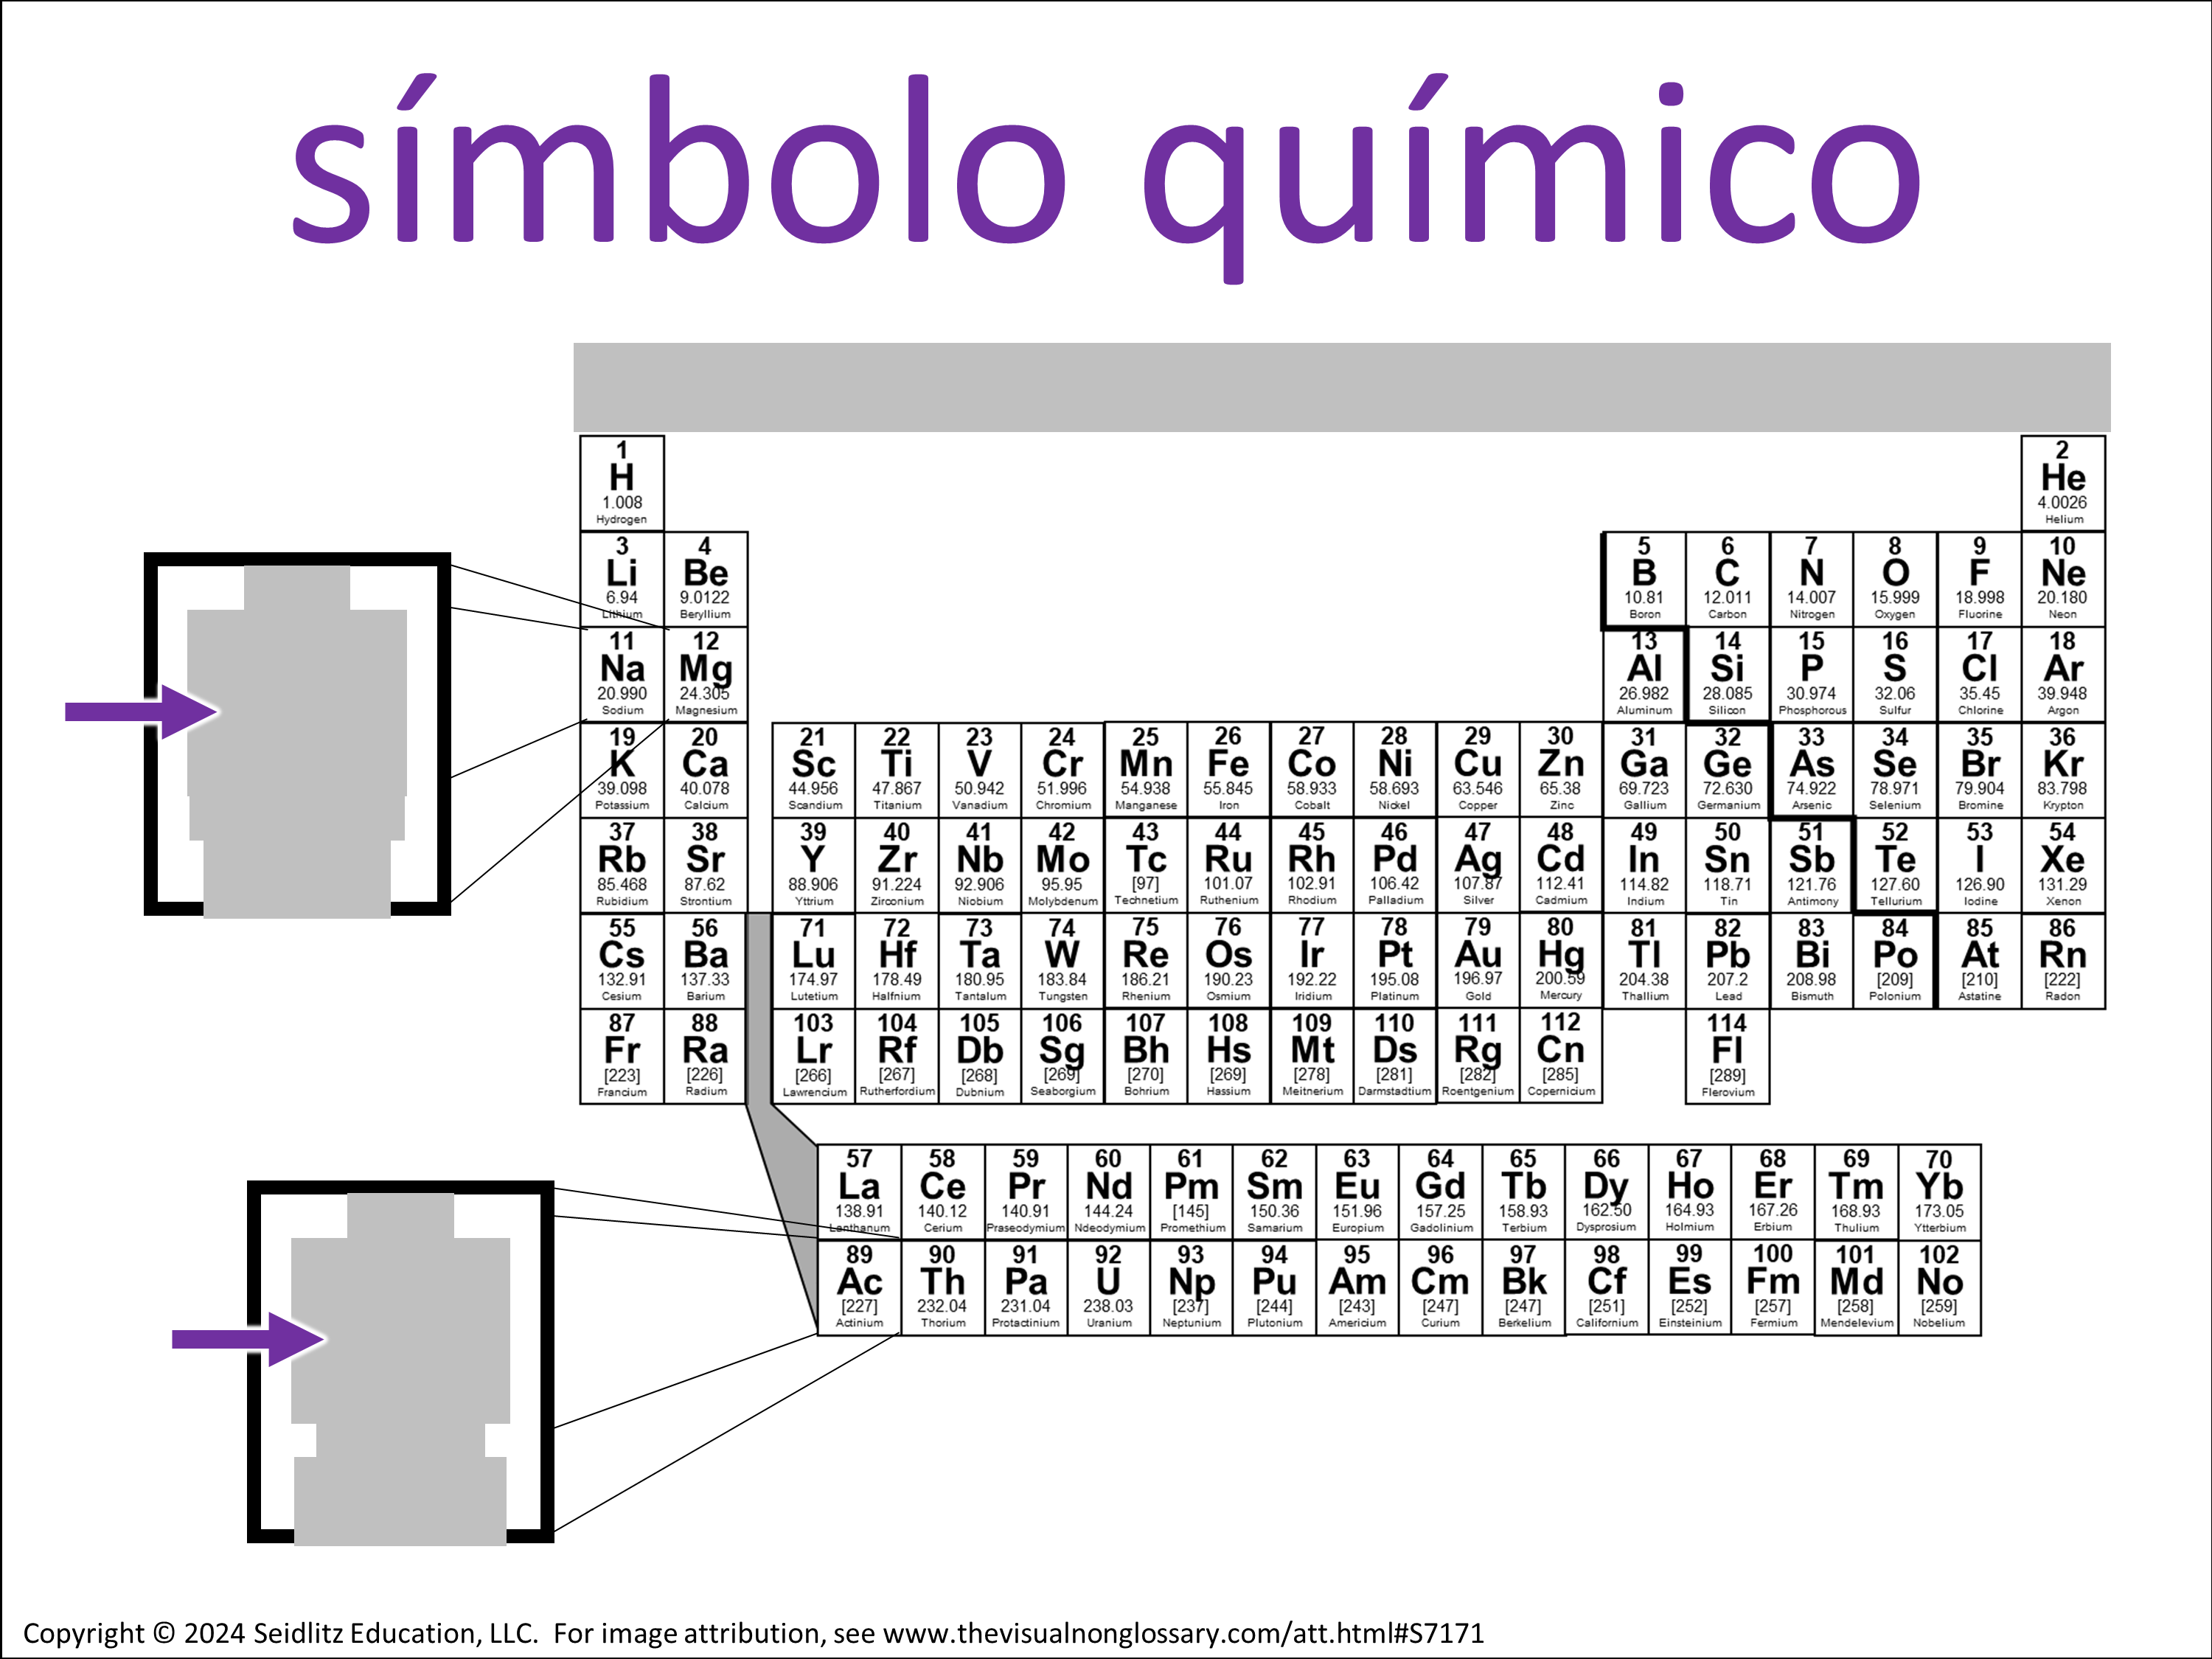 símbolo químico
1 2
H He
1.008 4.0026
Hydrogen Helium
3 4 5 6 7 8 9 10
Li Be B C N O F Ne
6.94 9.0122 10.81 12.011 14.007 15.999 18.998 20.180
Lithium Beryllium Boron Carbon Nitrogen Oxygen Fluorine Neon
11 12 13 14 15 16 17 18
Na Mg Al Si P S Cl Ar
20.990 24.305 26.982 28.085 30.974 32.06 35.45 39.948
Sodium Magnesium Aluminum Silicon Phosphorous Sulfur Chlorine Argon
19 20 21 22 23 24 25 26 27 28 29 30 31 32 33 34 35 36
K Ca Sc Ti V Cr Mn Fe Co Ni Cu Zn Ga Ge As Se Br Kr
39.098 40.078 44.956 47.867 50.942 51.996 54.938 55.845 58.933 58.693 63.546 65.38 69.723 72.630 74.922 78.971 79.904 83.798
Potassium Calcium Scandium Titanium Vanadium Chromium Manganese Iron Cobalt Nickel Copper Zinc Gallium Germanium Arsenic Selenium Bromine Krypton
37 38 39 40 41 42 43 44 45 46 47 48 49 50 51 52 53 54
Rb Sr Y Zr Nb Mo Tc Ru Rh Pd Ag Cd In Sn Sb Te I Xe
85.468 87.62 88.906 91.224 92.906 95.95 [97] 101.07 102.91 106.42 107.87 112.41 114.82 118.71 121.76 127.60 126.90 131.29
Rubidium Strontium Yttrium Zirconium Niobium Molybdenum Technetium Ruthenium Rhodium Palladium Silver Cadmium Indium Tin Antimony Tellurium Iodine Xenon
55 56 71 72 73 74 75 76 77 78 79 80 81 82 83 84 85 86
Cs Ba Lu Hf Ta W Re Os Ir Pt Au Hg Tl Pb Bi Po At Rn
132.91 137.33 174.97 178.49 180.95 183.84 186.21 190.23 192.22 195.08 196.97 200.59 204.38 207.2 208.98 [209] [210] [222]
Cesium Barium Lutetium Halfnium Tantalum Tungsten Rhenium Osmium Iridium Platinum Gold Mercury Thallium Lead Bismuth Polonium Astatine Radon
87 88 103 104 105 106 107 108 109 110 111 112 114
Fr Ra Lr Rf Db Sg Bh Hs Mt Ds Rg Cn Fl
[223] [226] [266] [267] [268] [269] [270] [269] [278] [281] [282] [285] [289]
Francium Radium Lawrencium Rutherfordium Dubnium Seaborgium Bohrium Hassium Meitnerium Darmstadtium Roentgenium Copernicium Flerovium
57 58 59 60 61 62 63 64 65 66 67 68 69 70
La Ce Pr Nd Pm Sm Eu Gd Tb Dy Ho Er Tm Yb
138.91 140.12 140.91 144.24 [145] 150.36 151.96 157.25 158.93 162.50 164.93 167.26 168.93 173.05
Lanthanum Cerium Praseodymium Ndeodymium Promethium Samarium Europium Gadolinium Terbium Dysprosium Holmium Erbium Thulium Ytterbium
89 90 91 92 93 94 95 96 97 98 99 100 101 102
Ac Th Pa U Np Pu Am Cm Bk Cf Es Fm Md No
[227] 232.04 231.04 238.03 [237] [244] [243] [247] [247] [251] [252] [257] [258] [259]
Actinium Thorium Protactinium Uranium Neptunium Plutonium Americium Curium Berkelium Californium Einsteinium Fermium Mendelevium Nobelium
Copyright © 2024 Seidlitz Education, LLC. For image attribution, see www.thevisualnonglossary.com/att.html#S7171